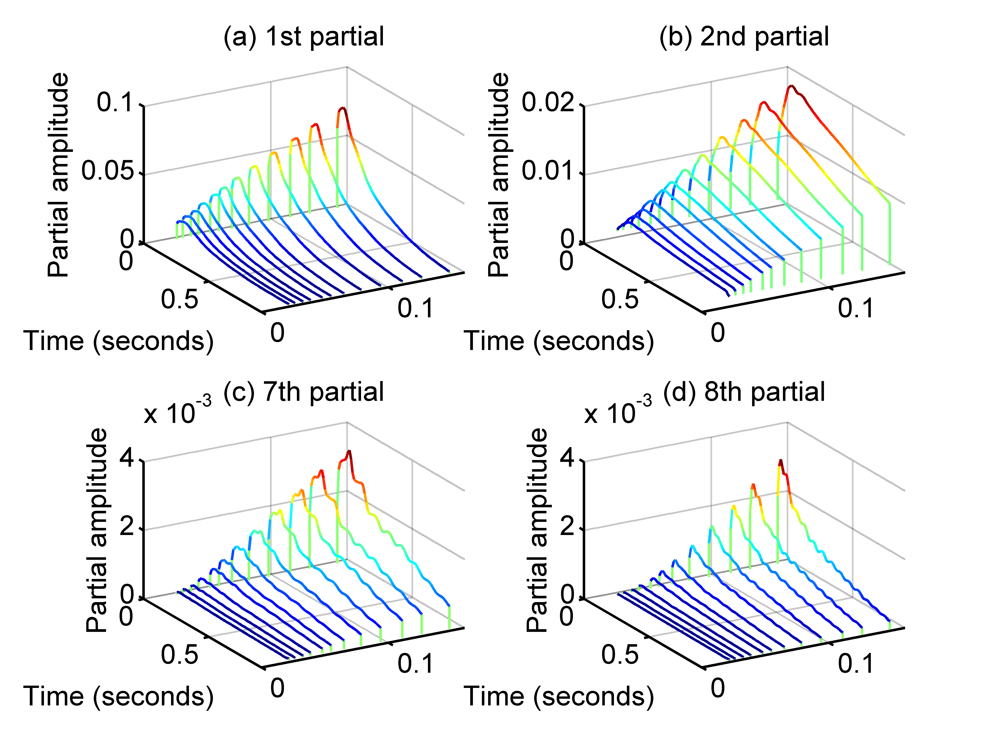 (a) 1st partial
Partial amplitude
0.1
0.05
0
0
0.5
Time (seconds)
0
0.1
(b) 2nd partial
Partial amplitude
0.02
0.01
0
0
0.5
Time (seconds)
0
0.1
(c) 7th partial
x 10^-3
Partial amplitude
4
2
0
0
0.5
Time (seconds)
0
0.1
(d) 8th partial
x 10^-3
Partial amplitude
4
2
0
0
0.5
Time (seconds)
0
0.1